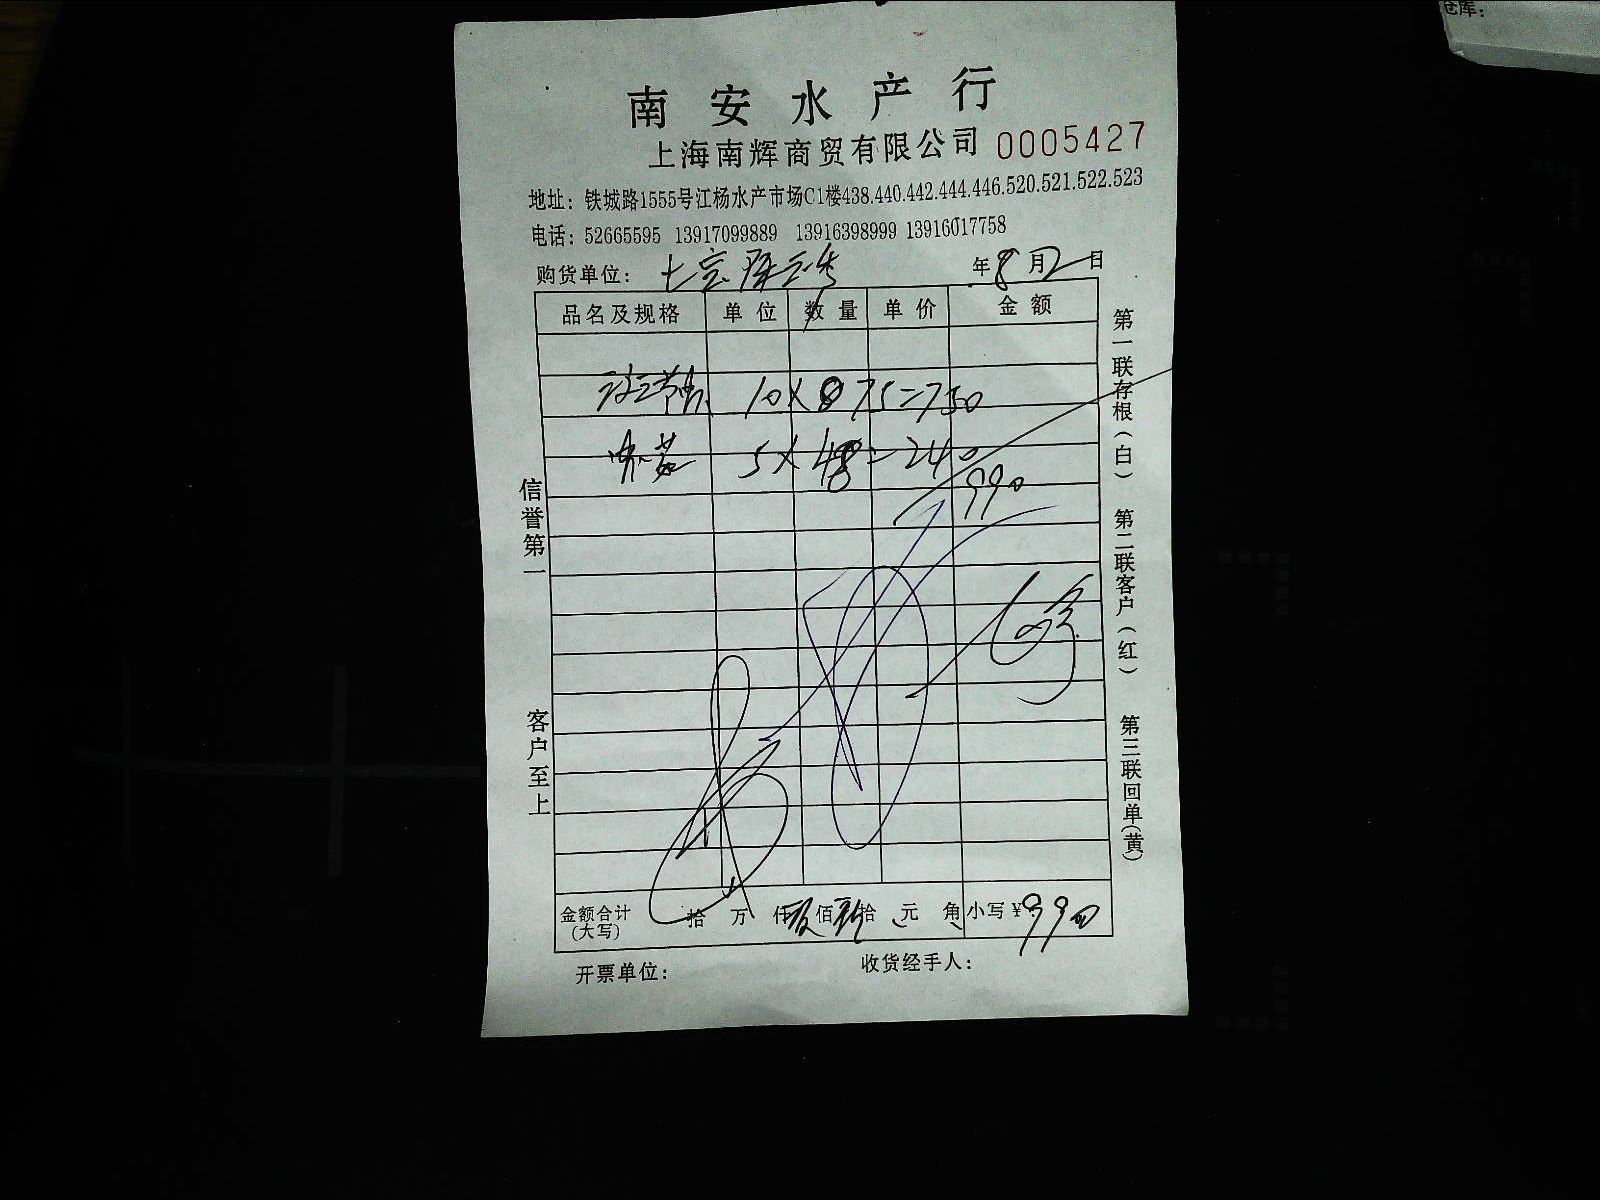 仓库：
南安水产行
上海南辉商贸有限公司 0005427
地址：铁城路1555号江杨水产市场C1楼438.440.442.444.446.520.521.522.523
电话：52665595 13917099889 13916398999 13916017758
购货单位： 七宝 年8月2日
品名及规格 单位 数量 单价 金额
10×75=750
5×48=240
990
金额合计(大写) 拾 万 仟 佰 拾 元 角 小写¥：990
开票单位： 收货经手人：
信誉第一
客户至上
第一联存根(白)
第二联客户(红)
第三联回单(黄)